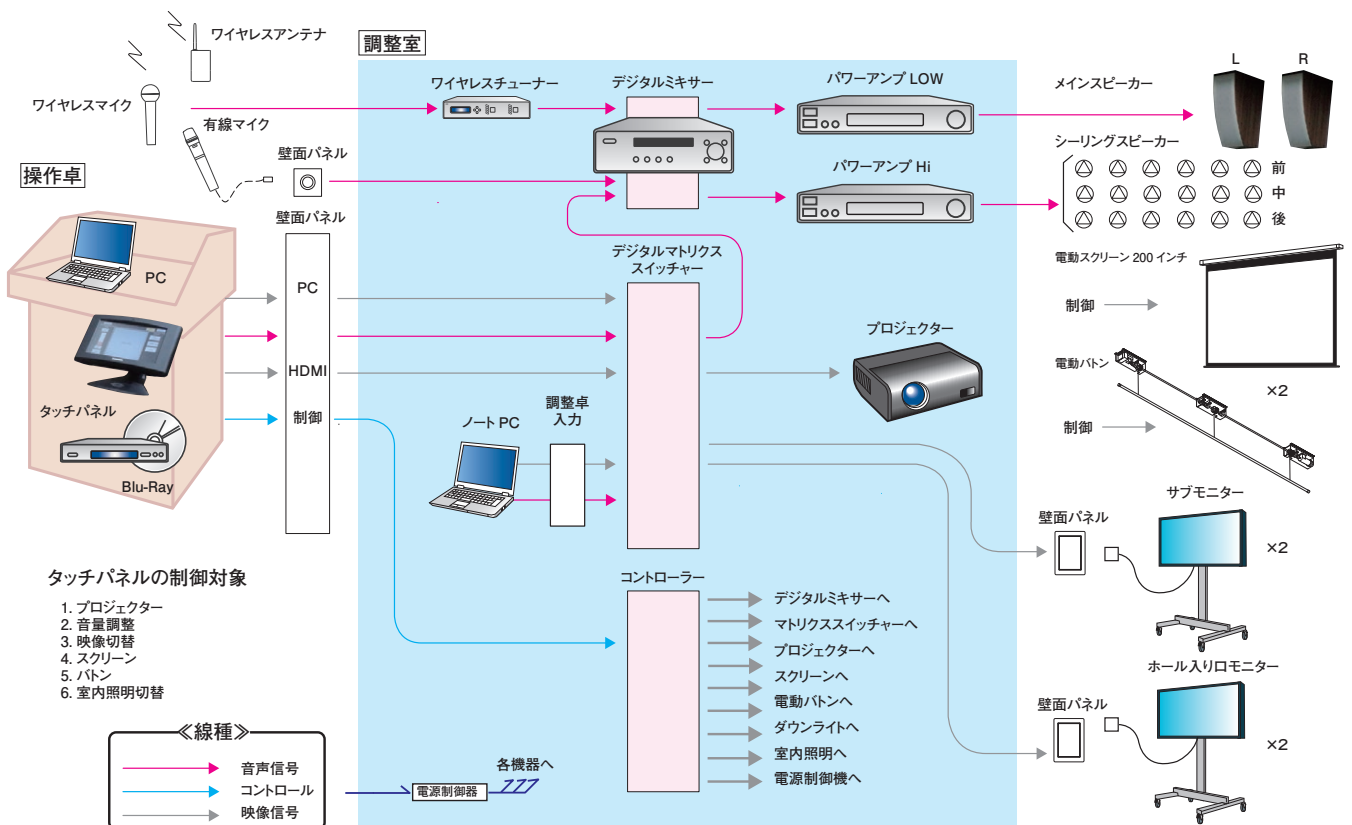 ワイヤレスアンテナ
ワイヤレスマイク
有線マイク
壁面パネル
操作卓
壁面パネル
PC
PC
HDMI
制御
タッチパネル
Blu-Ray
調整室
ワイヤレスチューナー
デジタルミキサー
パワーアンプ LOW
パワーアンプ Hi
デジタルマトリクス
スイッチャー
プロジェクター
ノート PC
調整卓
入力
コントローラー
デジタルミキサーへ
マトリクススイッチャーへ
プロジェクターへ
スクリーンへ
電動バトンへ
ダウンライトへ
室内照明へ
電源制御機へ
メインスピーカー
L
R
シーリングスピーカー
前
中
後
電動スクリーン 200 インチ
制御
×2
電動バトン
制御
サブモニター
壁面パネル
×2
ホール入り口モニター
壁面パネル
×2
タッチパネルの制御対象
1. プロジェクター
2. 音量調整
3. 映像切替
4. スクリーン
5. バトン
6. 室内照明切替
≪線種≫
音声信号
コントロール
映像信号
電源制御器
各機器へ